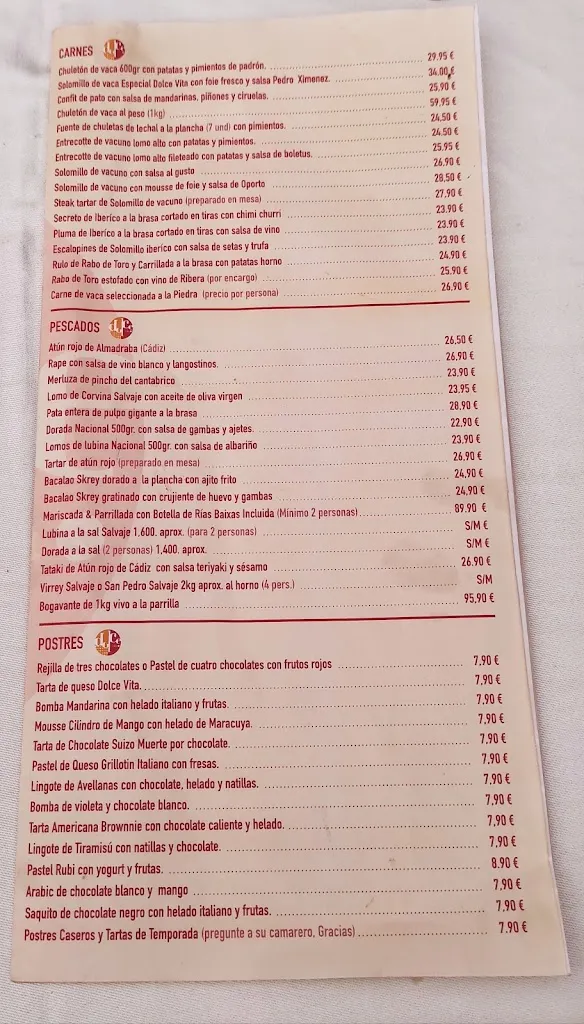 CARNES
Chuletón de vaca 600gr con patatas y pimientos de padrón. 29.95 €
Solomillo de vaca Especial Dolce Vita con foie fresco y salsa Pedro Ximenez. 34.00 €
Confit de pato con salsa de mandarinas, piñones y ciruelas. 25,90 €
Chuletón de vaca al peso (1kg) 59,95 €
Fuente de chuletas de lechal a la plancha (7 und) con pimientos. 24,50 €
Entrecotte de vacuno lomo alto con patatas y pimientos. 24,50 €
Entrecotte de vacuno lomo alto fileteado con patatas y salsa de boletus. 25,95 €
Solomillo de vacuno con salsa al gusto 26,90 €
Solomillo de vacuno con mousse de foie y salsa de Oporto 28,50 €
Steak tartar de Solomillo de vacuno (preparado en mesa) 27.90 €
Secreto de Iberico a la brasa cortado en tiras con chimi churri 23.90 €
Pluma de Iberico a la brasa cortado en tiras con salsa de vino 23,90 €
Escalopines de Solomillo iberico con salsa de setas y trufa 23,90 €
Rulo de Rabo de Toro y Carrillada a la brasa con patatas horno 24,90 €
Rabo de Toro estofado con vino de Ribera (por encargo) 25.90 €
Carne de vaca seleccionada a la Piedra (precio por persona) 26,90 €
PESCADOS
Atún rojo de Almadraba (Cádiz) 26,50 €
Rape con salsa de vino blanco y langostinos. 26,90 €
Merluza de pincho del cantabrico 23,90 €
Lomo de Corvina Salvaje con aceite de oliva virgen 23,95 €
Pata entera de pulpo gigante a la brasa 28,90 €
Dorada Nacional 500gr. con salsa de gambas y ajetes. 22,90 €
Lomos de lubina Nacional 500gr. con salsa de albariño 23,90 €
Tartar de atún rojo (preparado en mesa) 26,90 €
Bacalao Skrey dorado a la plancha con ajito frito 24,90 €
Bacalao Skrey gratinado con crujiente de huevo y gambas 24,90 €
Mariscada & Parrillada con Botella de Rías Baixas Incluida (Mínimo 2 personas) 89,90 €
Lubina a la sal Salvaje 1,600. aprox. (para 2 personas) S/M €
Dorada a la sal (2 personas) 1,400. aprox. S/M €
Tataki de Atún rojo de Cádiz con salsa teriyaki y sésamo 26.90 €
Virrey Salvaje o San Pedro Salvaje 2kg aprox. al horno (4 pers.) S/M
Bogavante de 1kg vivo a la parrilla 95,90 €
POSTRES
Rejilla de tres chocolates o Pastel de cuatro chocolates con frutos rojos 7,90 €
Tarta de queso Dolce Vita. 7,90 €
Bomba Mandarina con helado italiano y frutas. 7,90 €
Mousse Cilindro de Mango con helado de Maracuya. 7,90 €
Tarta de Chocolate Suizo Muerte por chocolate. 7,90 €
Pastel de Queso Grillotin Italiano con fresas. 7,90 €
Lingote de Avellanas con chocolate, helado y natillas. 7,90 €
Bomba de violeta y chocolate blanco. 7,90 €
Tarta Americana Brownnie con chocolate caliente y helado. 7,90 €
Lingote de Tiramisú con natillas y chocolate. 7,90 €
Pastel Rubi con yogurt y frutas. 8.90 €
Arabic de chocolate blanco y mango 7,90 €
Saquito de chocolate negro con helado italiano y frutas. 7,90 €
Postres Caseros y Tartas de Temporada (pregunte a su camarero, Gracias) 7.90 €